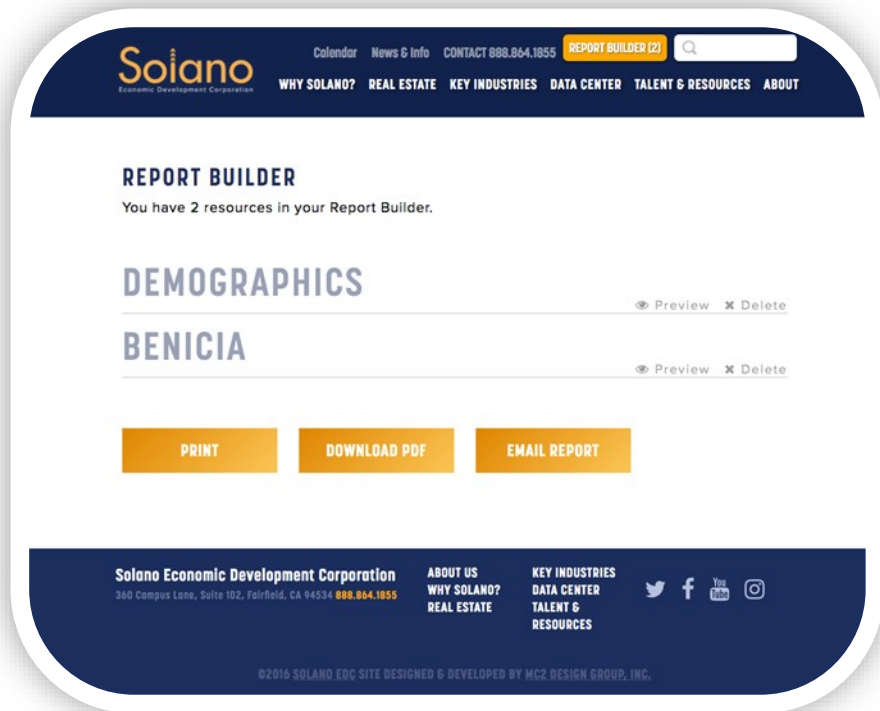 Solano
Economic Development Corporation
Calendar News & Info CONTACT 888.864.1855 REPORT BUILDER (2)
WHY SOLANO? REAL ESTATE KEY INDUSTRIES DATA CENTER TALENT & RESOURCES ABOUT
REPORT BUILDER
You have 2 resources in your Report Builder.
DEMOGRAPHICS
Preview Delete
BENICIA
Preview Delete
PRINT DOWNLOAD PDF EMAIL REPORT
Solano Economic Development Corporation
360 Campus Lane, Suite 102, Fairfield, CA 94534 888.864.1855
ABOUT US
WHY SOLANO?
REAL ESTATE
KEY INDUSTRIES
DATA CENTER
TALENT &
RESOURCES
You Tube
©2016 SOLANO EDC SITE DESIGNED & DEVELOPED BY MC2 DESIGN GROUP, INC.